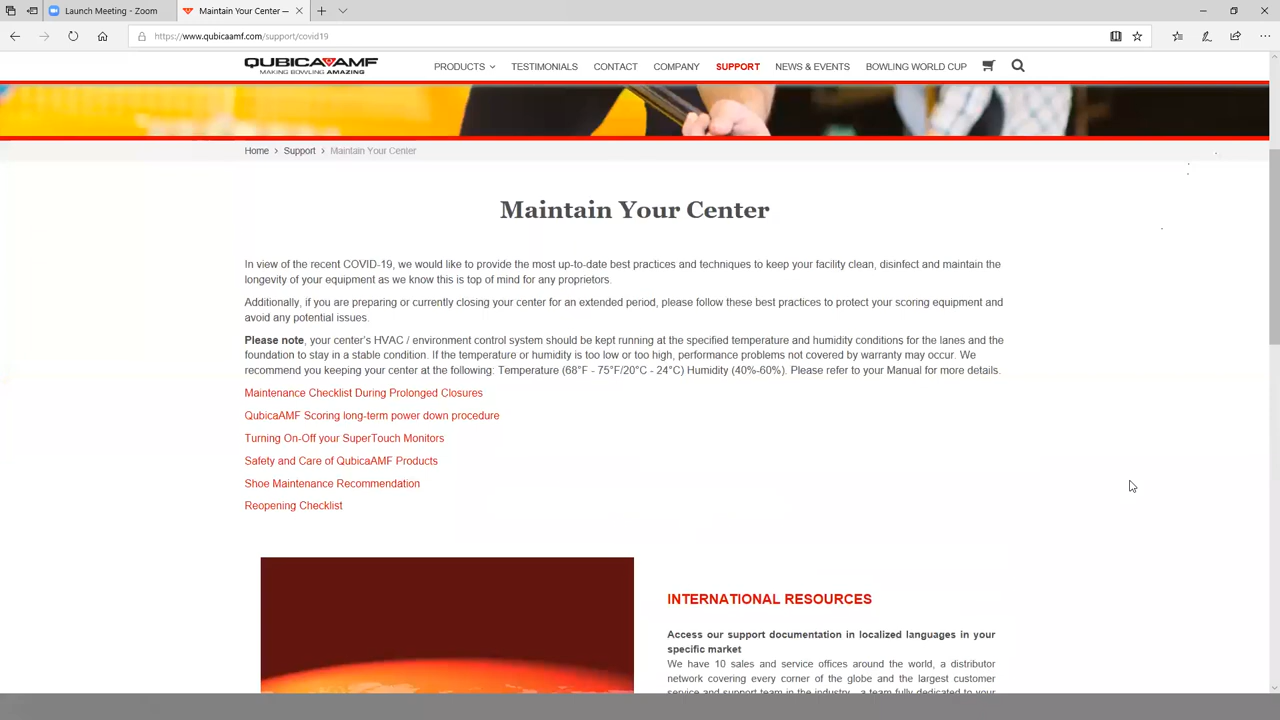 Launch Meeting - Zoom
Maintain Your Center —
https://www.qubicaamf.com/support/covid19
QUBICAAMF
MAKING BOWLING AMAZING
PRODUCTS TESTIMONIALS CONTACT COMPANY SUPPORT NEWS & EVENTS BOWLING WORLD CUP
Home > Support > Maintain Your Center
Maintain Your Center
In view of the recent COVID-19, we would like to provide the most up-to-date best practices and techniques to keep your facility clean, disinfect and maintain the
longevity of your equipment as we know this is top of mind for any proprietors.
Additionally, if you are preparing or currently closing your center for an extended period, please follow these best practices to protect your scoring equipment and
avoid any potential issues.
Please note, your center's HVAC / environment control system should be kept running at the specified temperature and humidity conditions for the lanes and the
foundation to stay in a stable condition. If the temperature or humidity is too low or too high, performance problems not covered by warranty may occur. We
recommend you keeping your center at the following: Temperature (68°F - 75°F/20°C - 24°C) Humidity (40%-60%). Please refer to your Manual for more details.
Maintenance Checklist During Prolonged Closures
QubicaAMF Scoring long-term power down procedure
Turning On-Off your SuperTouch Monitors
Safety and Care of QubicaAMF Products
Shoe Maintenance Recommendation
Reopening Checklist
INTERNATIONAL RESOURCES
Access our support documentation in localized languages in your
specific market
We have 10 sales and service offices around the world, a distributor
network covering every corner of the globe and the largest customer
service and support team in the industry - a team fully dedicated to your